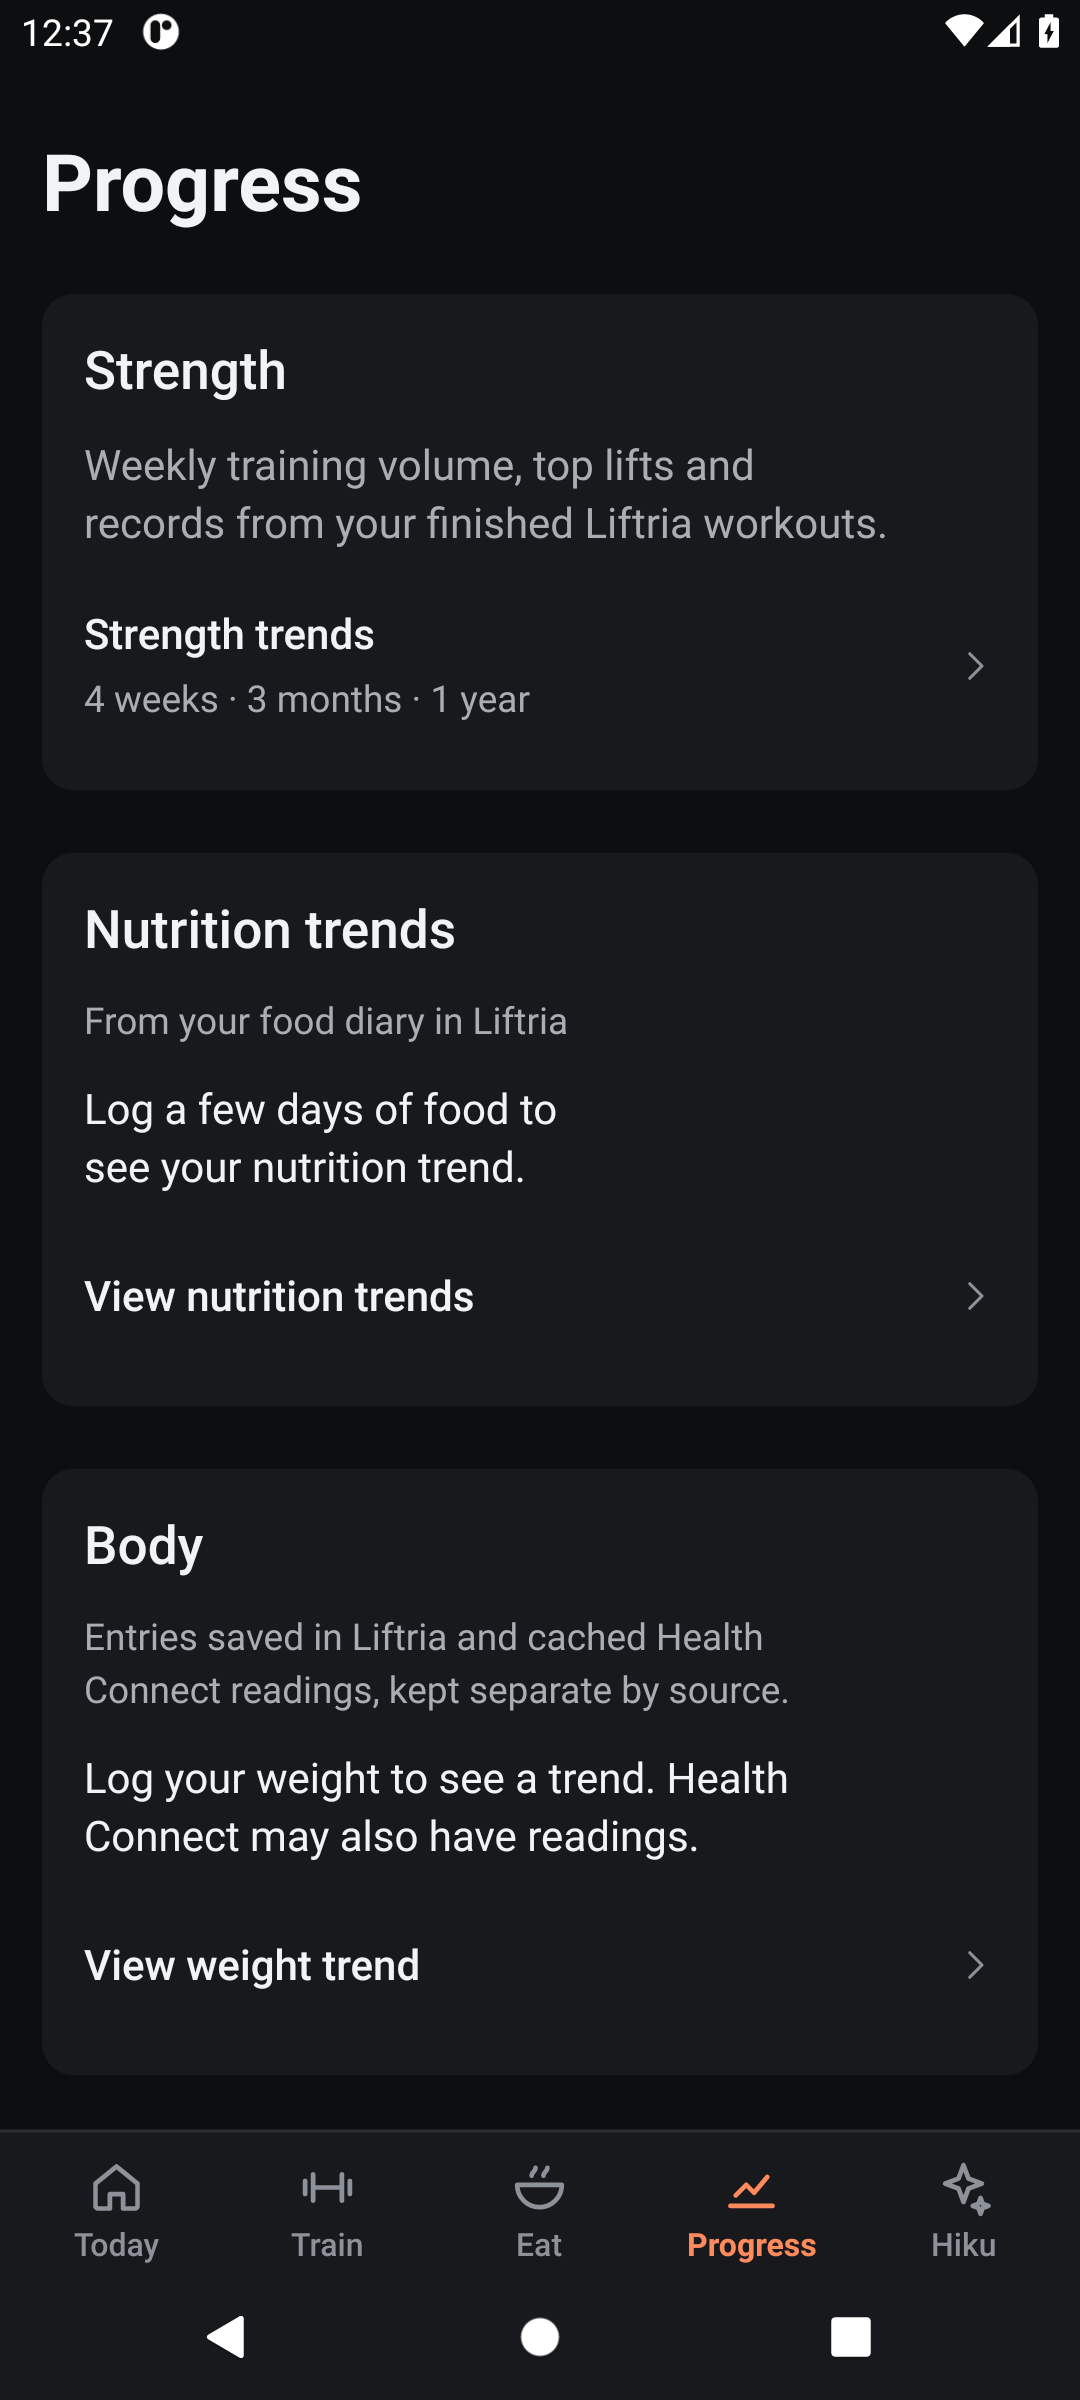 12:37
Progress
Strength
Weekly training volume, top lifts and
records from your finished Liftria workouts.
Strength trends
4 weeks · 3 months · 1 year
Nutrition trends
From your food diary in Liftria
Log a few days of food to
see your nutrition trend.
View nutrition trends
Body
Entries saved in Liftria and cached Health
Connect readings, kept separate by source.
Log your weight to see a trend. Health
Connect may also have readings.
View weight trend
Today
Train
Eat
Progress
Hiku